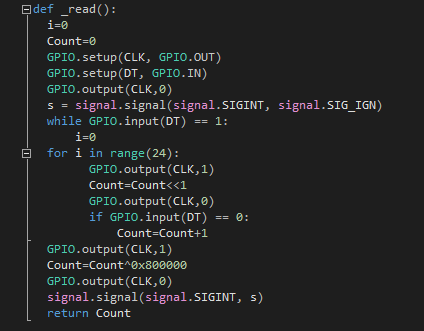 def _read():
i=0
Count=0
GPIO.setup(CLK, GPIO.OUT)
GPIO.setup(DT, GPIO.IN)
GPIO.output(CLK,0)
s = signal.signal(signal.SIGINT, signal.SIG_IGN)
while GPIO.input(DT) == 1:
i=0
for i in range(24):
GPIO.output(CLK,1)
Count=Count<<1
GPIO.output(CLK,0)
if GPIO.input(DT) == 0:
Count=Count+1
GPIO.output(CLK,1)
Count=Count^0x800000
GPIO.output(CLK,0)
signal.signal(signal.SIGINT, s)
return Count